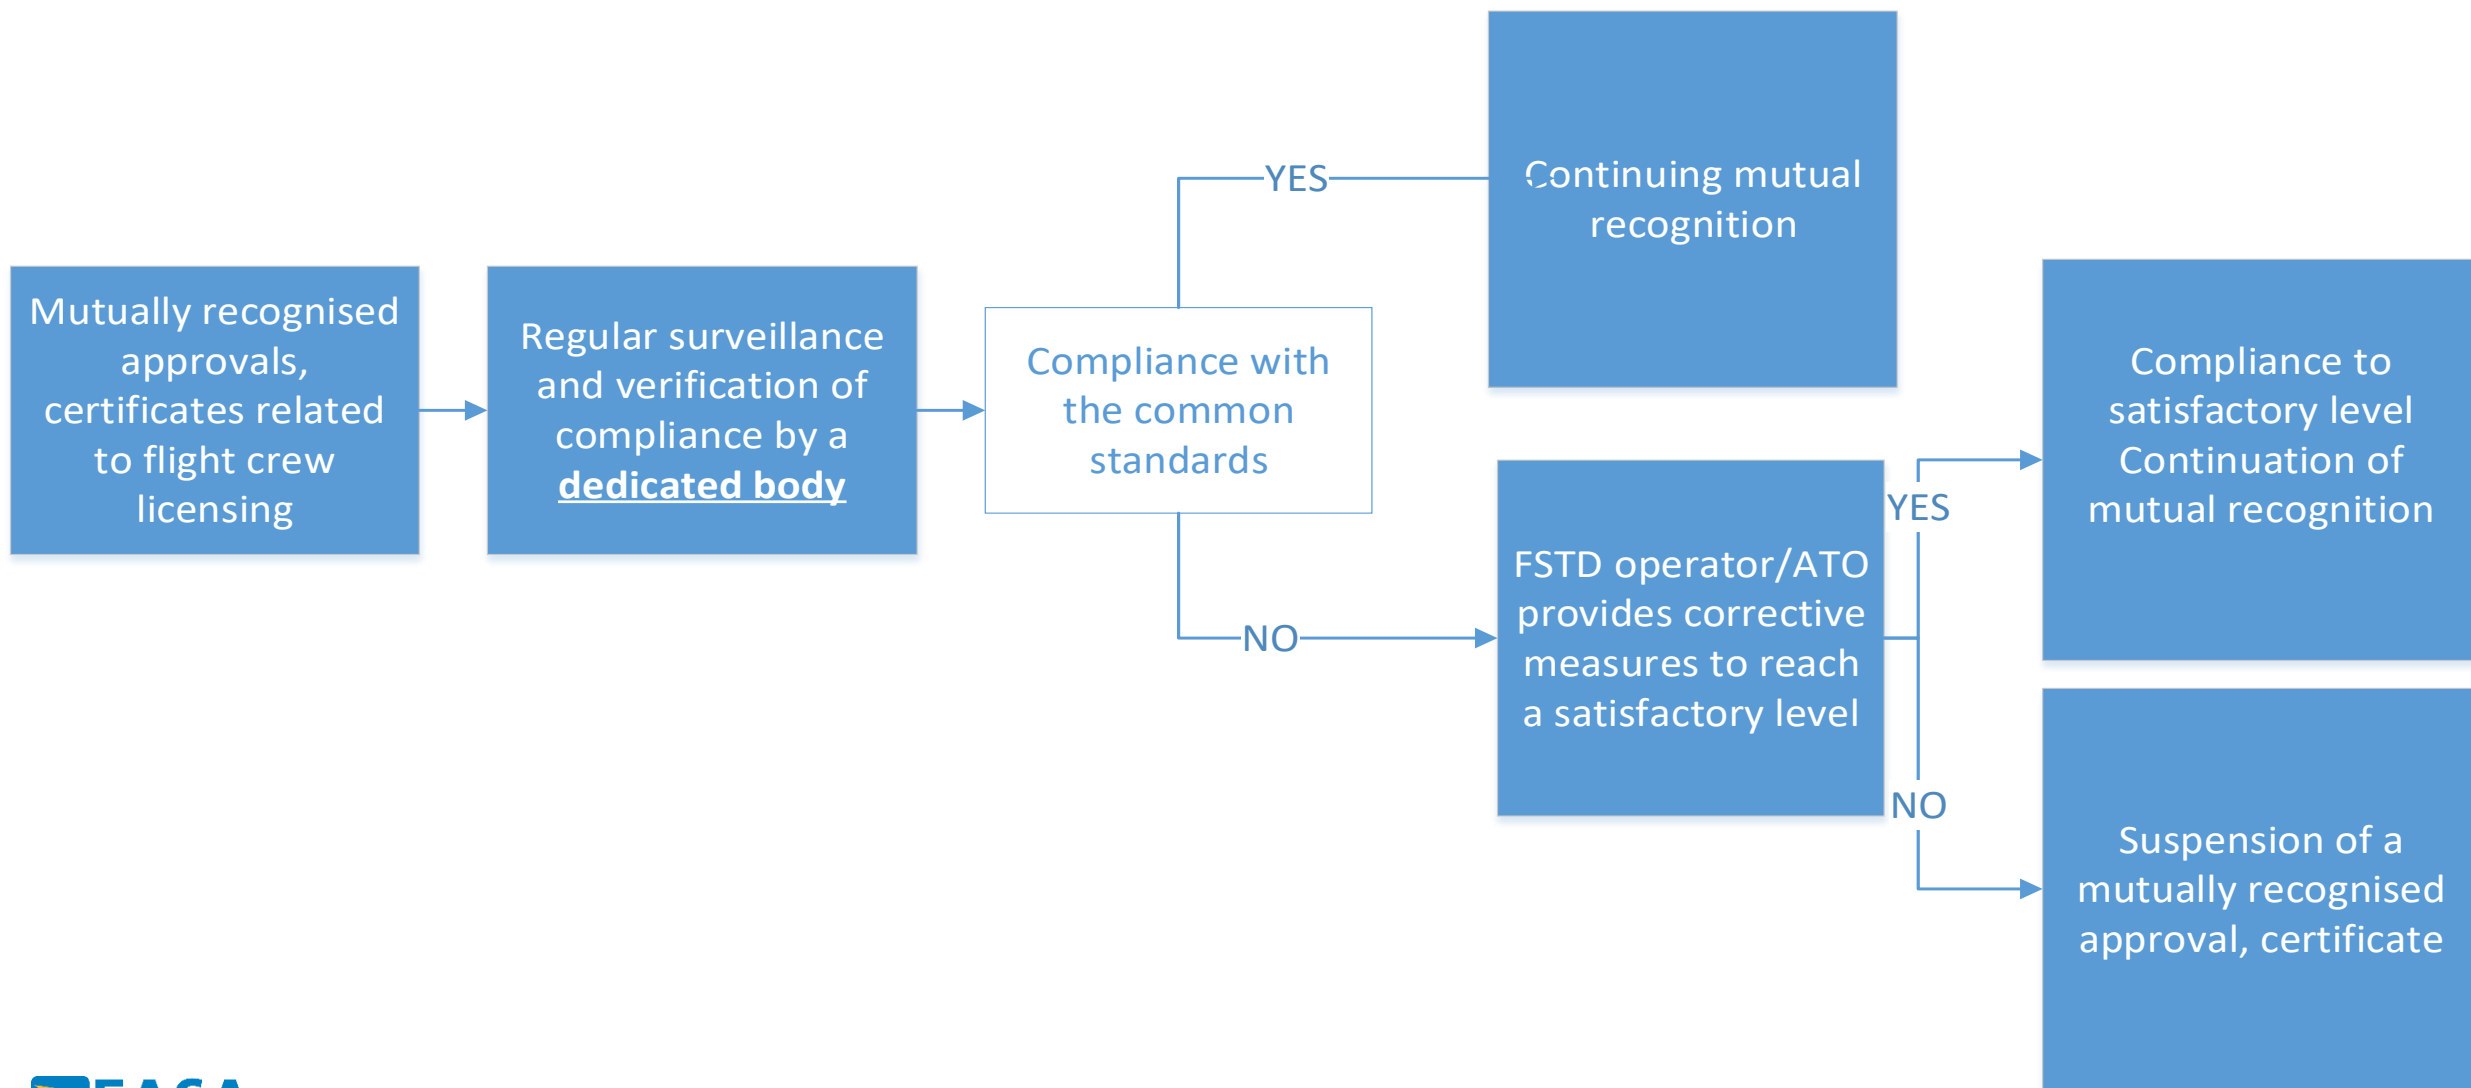 Mutually recognised
approvals,
certificates related
to flight crew
licensing
Regular surveillance
and verification of
compliance by a
dedicated body
Compliance with
the common
standards
YES
Continuing mutual
recognition
NO
FSTD operator/ATO
provides corrective
measures to reach
a satisfactory level
YES
Compliance to
satisfactory level
Continuation of
mutual recognition
NO
Suspension of a
mutually recognised
approval, certificate
EASA